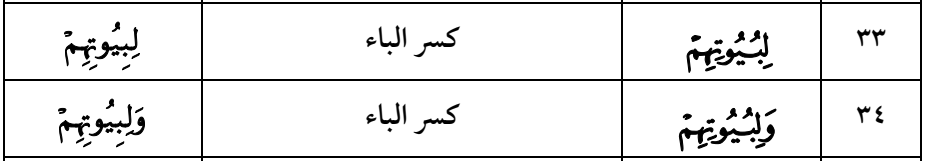 ٣٣ لِبُيُوتِهِمْ كسر الباء لِبِيُوتِهِمْ
٣٤ وَلِبُيُوتِهِمْ كسر الباء وَلِبِيُوتِهِمْ